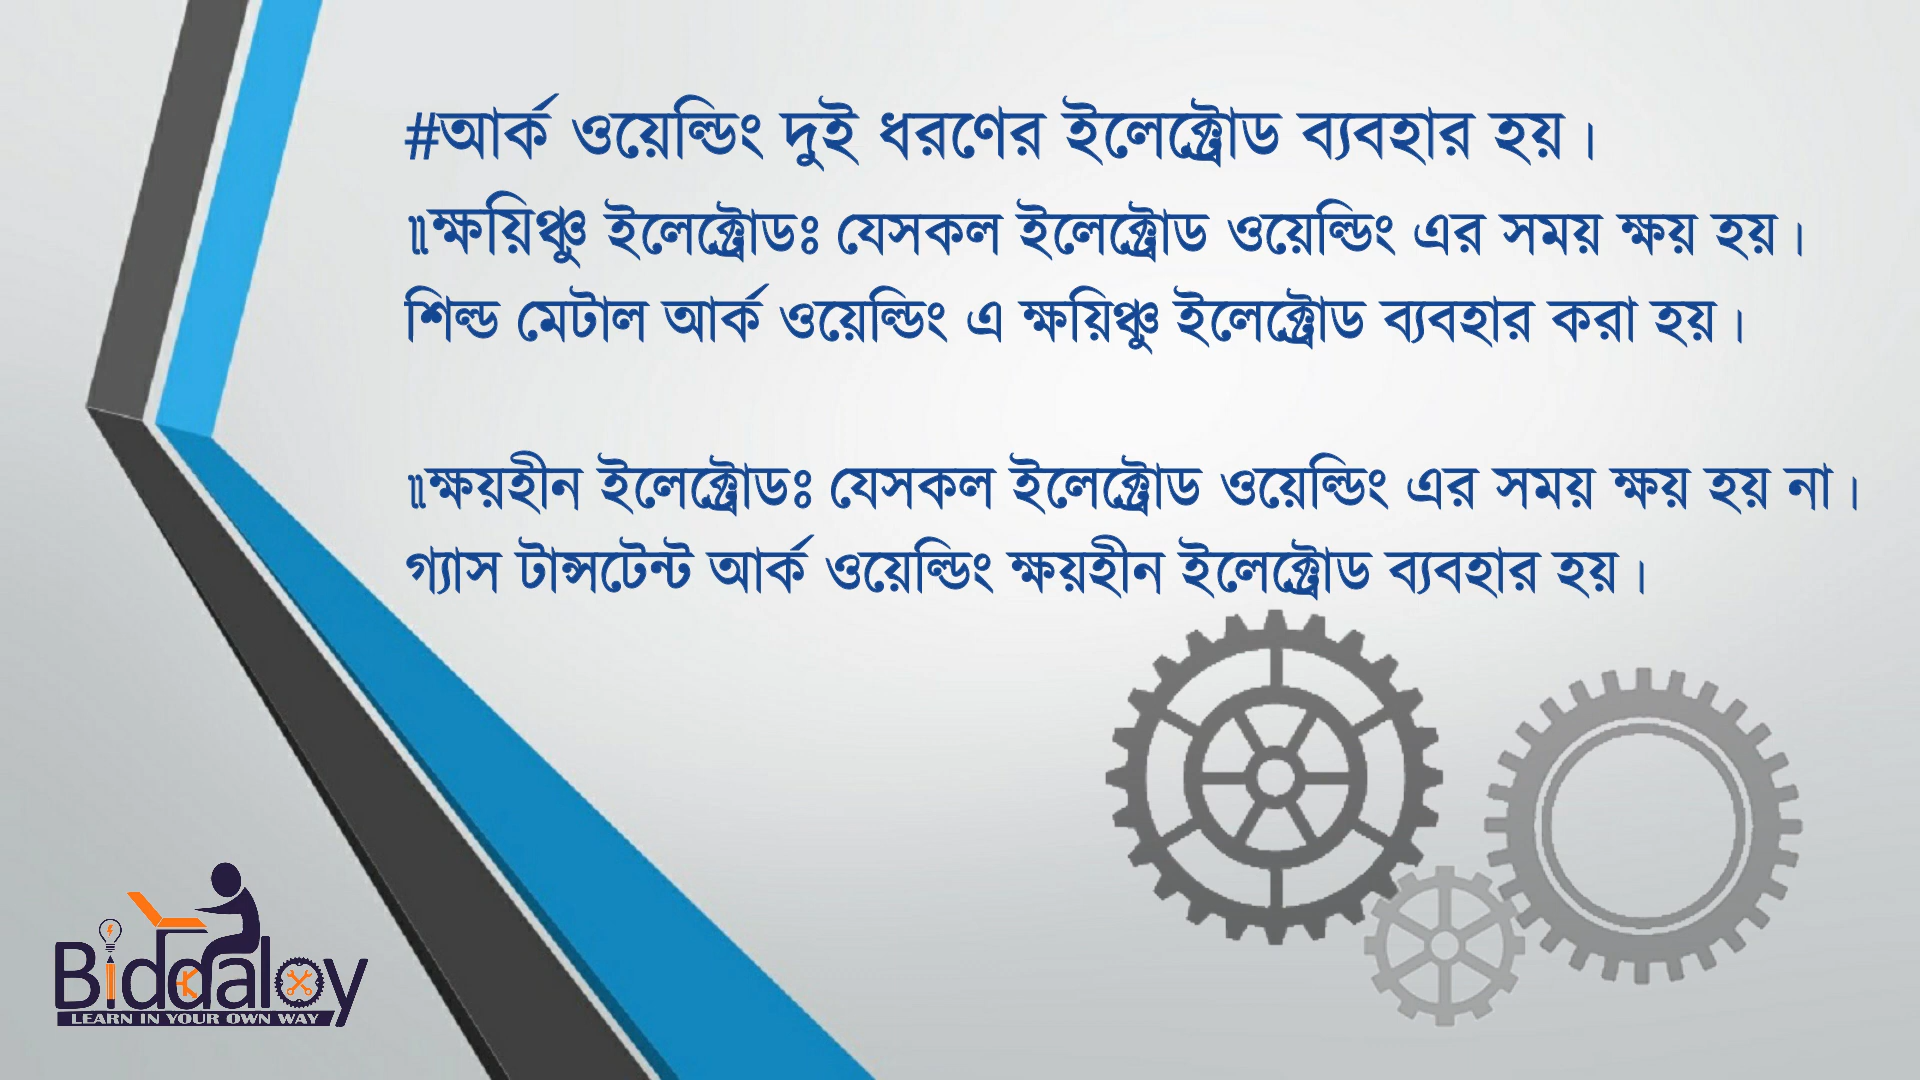 #আর্ক ওয়েল্ডিং দুই ধরণের ইলেক্ট্রোড ব্যবহার হয়।
॥ক্ষয়িঞ্চু ইলেক্ট্রোডঃ যেসকল ইলেক্ট্রোড ওয়েল্ডিং এর সময় ক্ষয় হয়।
শিল্ড মেটাল আর্ক ওয়েল্ডিং এ ক্ষয়িঞ্চু ইলেক্ট্রোড ব্যবহার করা হয়।
॥ক্ষয়হীন ইলেক্ট্রোডঃ যেসকল ইলেক্ট্রোড ওয়েল্ডিং এর সময় ক্ষয় হয় না।
গ্যাস টান্সটেন্ট আর্ক ওয়েল্ডিং ক্ষয়হীন ইলেক্ট্রোড ব্যবহার হয়।
Biddaloy
LEARN IN YOUR OWN WAY